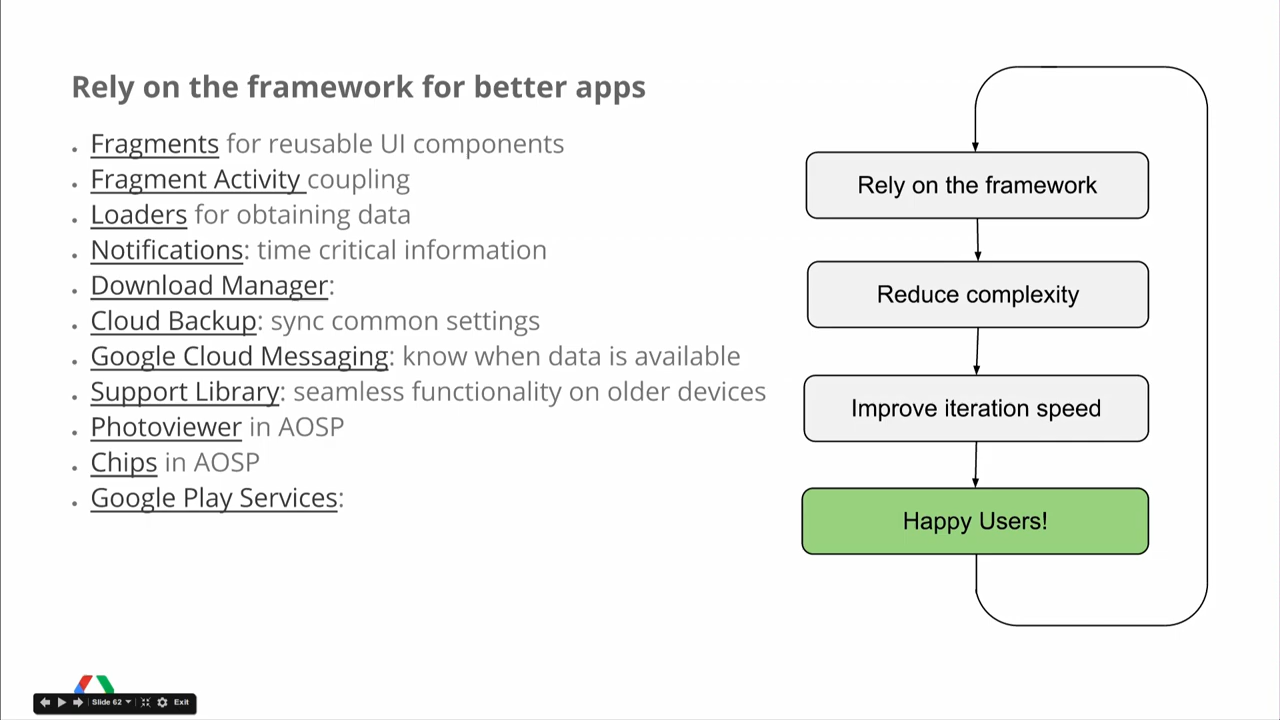 Rely on the framework for better apps
• Fragments for reusable UI components
• Fragment Activity coupling
• Loaders for obtaining data
• Notifications: time critical information
• Download Manager:
• Cloud Backup: sync common settings
• Google Cloud Messaging: know when data is available
• Support Library: seamless functionality on older devices
• Photoviewer in AOSP
• Chips in AOSP
• Google Play Services:
Rely on the framework
Reduce complexity
Improve iteration speed
Happy Users!
Slide 62
Exit